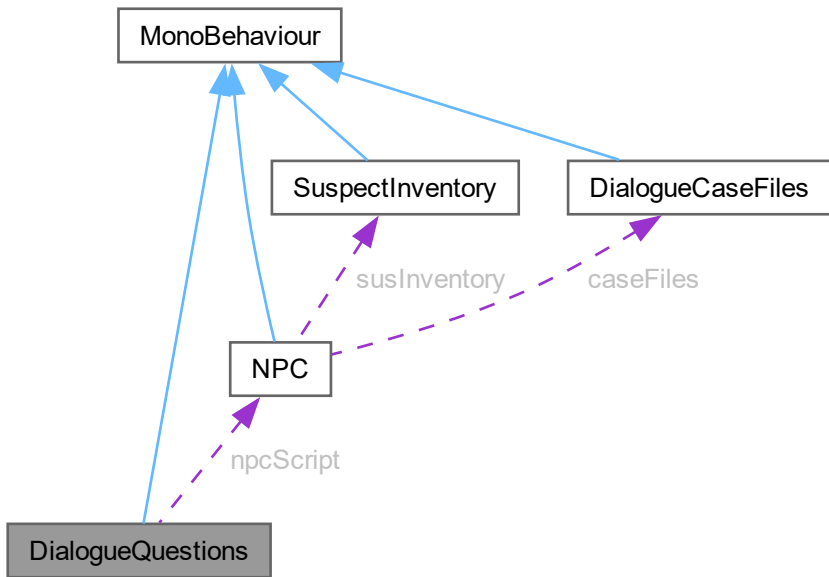 MonoBehaviour
SuspectInventory
DialogueCaseFiles
susInventory
caseFiles
NPC
npcScript
DialogueQuestions